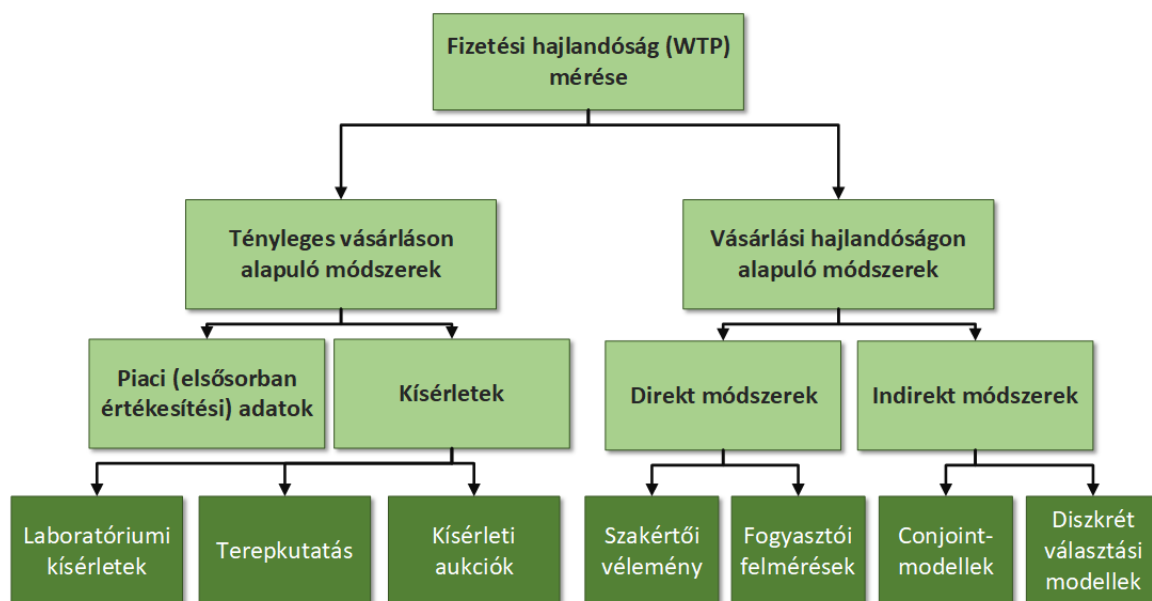 Fizetési hajlandóság (WTP)
mérése
Tényleges vásárláson
alapuló módszerek
Vásárlási hajlandóságon
alapuló módszerek
Piaci (elsősorban
értékesítési) adatok
Kísérletek
Direkt módszerek
Indirekt módszerek
Laboratóriumi
kísérletek
Terepkutatás
Kísérleti
aukciók
Szakértői
vélemény
Fogyasztói
felmérések
Conjoint-
modellek
Diszkrét
választási
modellek